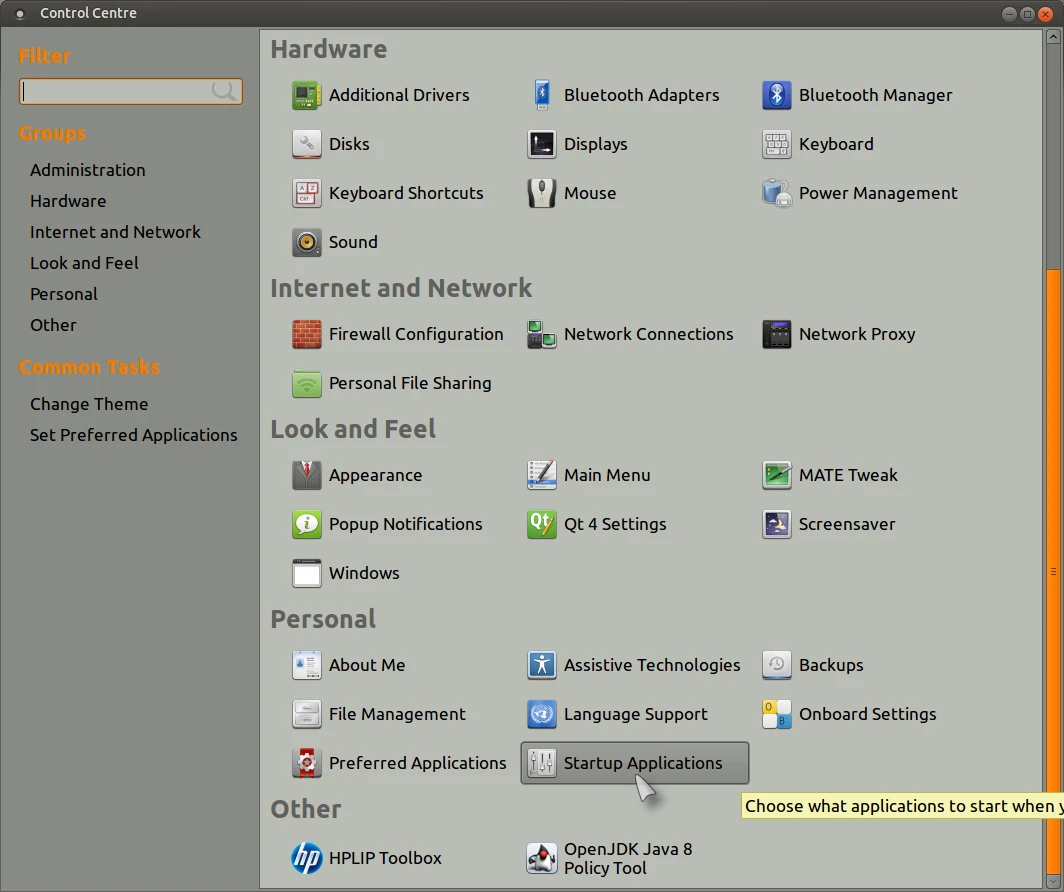 Control Centre
Filter
Groups
Administration
Hardware
Internet and Network
Look and Feel
Personal
Other
Common Tasks
Change Theme
Set Preferred Applications
Hardware
Additional Drivers
Bluetooth Adapters
Bluetooth Manager
Disks
Displays
Keyboard
Keyboard Shortcuts
Mouse
Power Management
Sound
Internet and Network
Firewall Configuration
Network Connections
Network Proxy
Personal File Sharing
Look and Feel
Appearance
Main Menu
MATE Tweak
Popup Notifications
Qt
Qt 4 Settings
Screensaver
Windows
Personal
About Me
Assistive Technologies
Backups
File Management
Language Support
Onboard Settings
Preferred Applications
Startup Applications
Choose what applications to start when y
Other
hp
HPLIP Toolbox
OpenJDK Java 8
Policy Tool